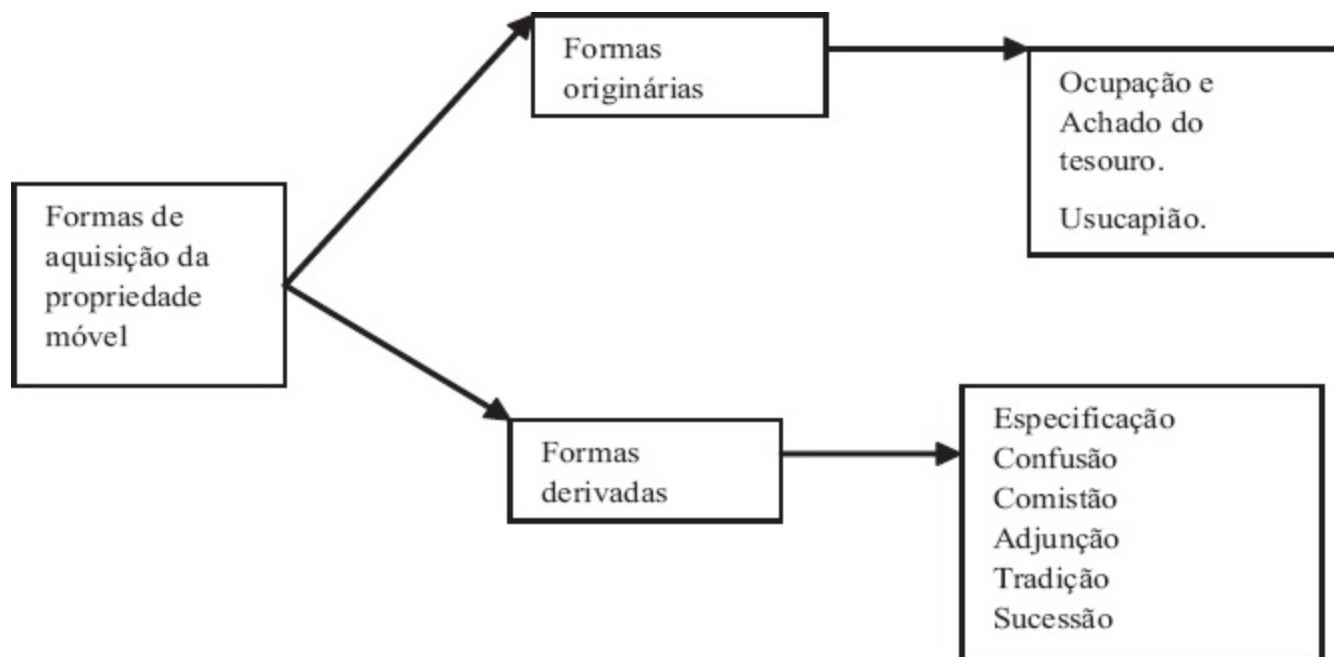 Formas de
aquisição da
propriedade
móvel
Formas
originárias
Ocupação e
Achado do
tesouro.
Usucapião.
Formas
derivadas
Especificação
Confusão
Comistão
Adjunção
Tradição
Sucessão